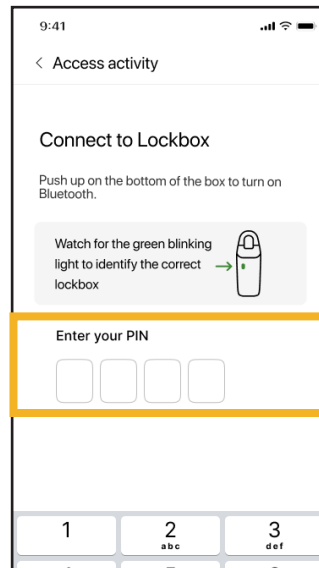 9:41
< Access activity
Connect to Lockbox
Push up on the bottom of the box to turn on
Bluetooth.
Watch for the green blinking
light to identify the correct
lockbox
Enter your PIN
1 2 3
abc def